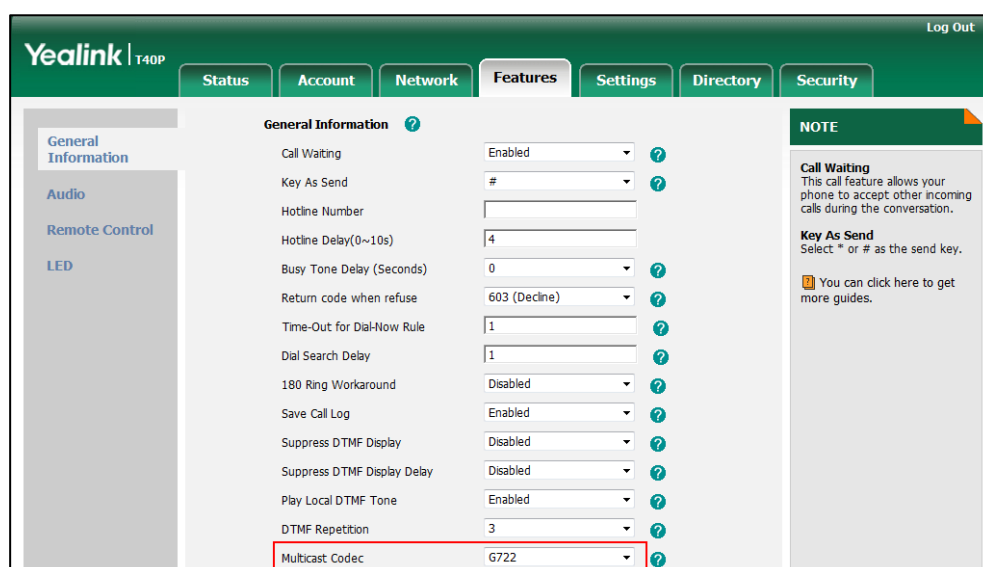 Log Out
Yealink T40P
Status Account Network Features Settings Directory Security
General
Information
Audio
Remote Control
LED
General Information ?
Call Waiting Enabled ?
Key As Send # ?
Hotline Number
Hotline Delay(0~10s) 4
Busy Tone Delay (Seconds) 0 ?
Return code when refuse 603 (Decline) ?
Time-Out for Dial-Now Rule 1 ?
Dial Search Delay 1 ?
180 Ring Workaround Disabled ?
Save Call Log Enabled ?
Suppress DTMF Display Disabled ?
Suppress DTMF Display Delay Disabled ?
Play Local DTMF Tone Enabled ?
DTMF Repetition 3 ?
Multicast Codec G722 ?
NOTE
Call Waiting
This call feature allows your
phone to accept other incoming
calls during the conversation.
Key As Send
Select * or # as the send key.
? You can click here to get
more guides.